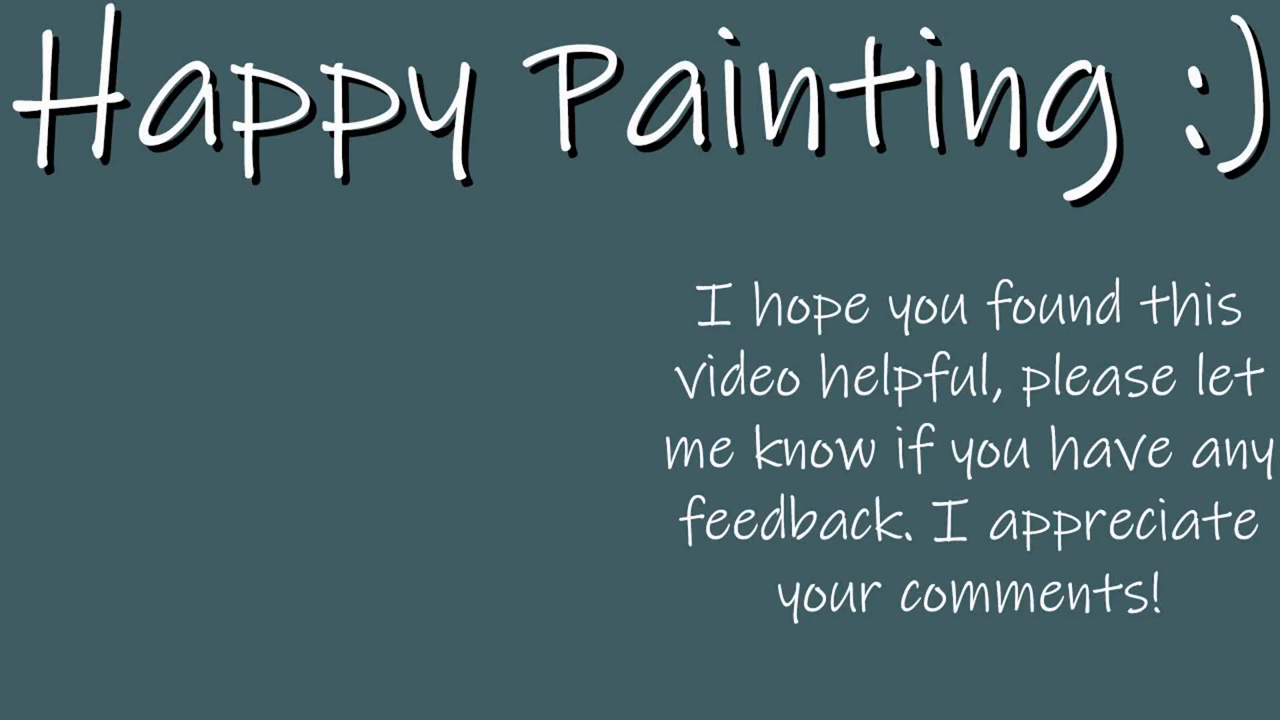 Happy Painting :)
I hope you found this
video helpful, please let
me know if you have any
feedback. I appreciate
your comments!